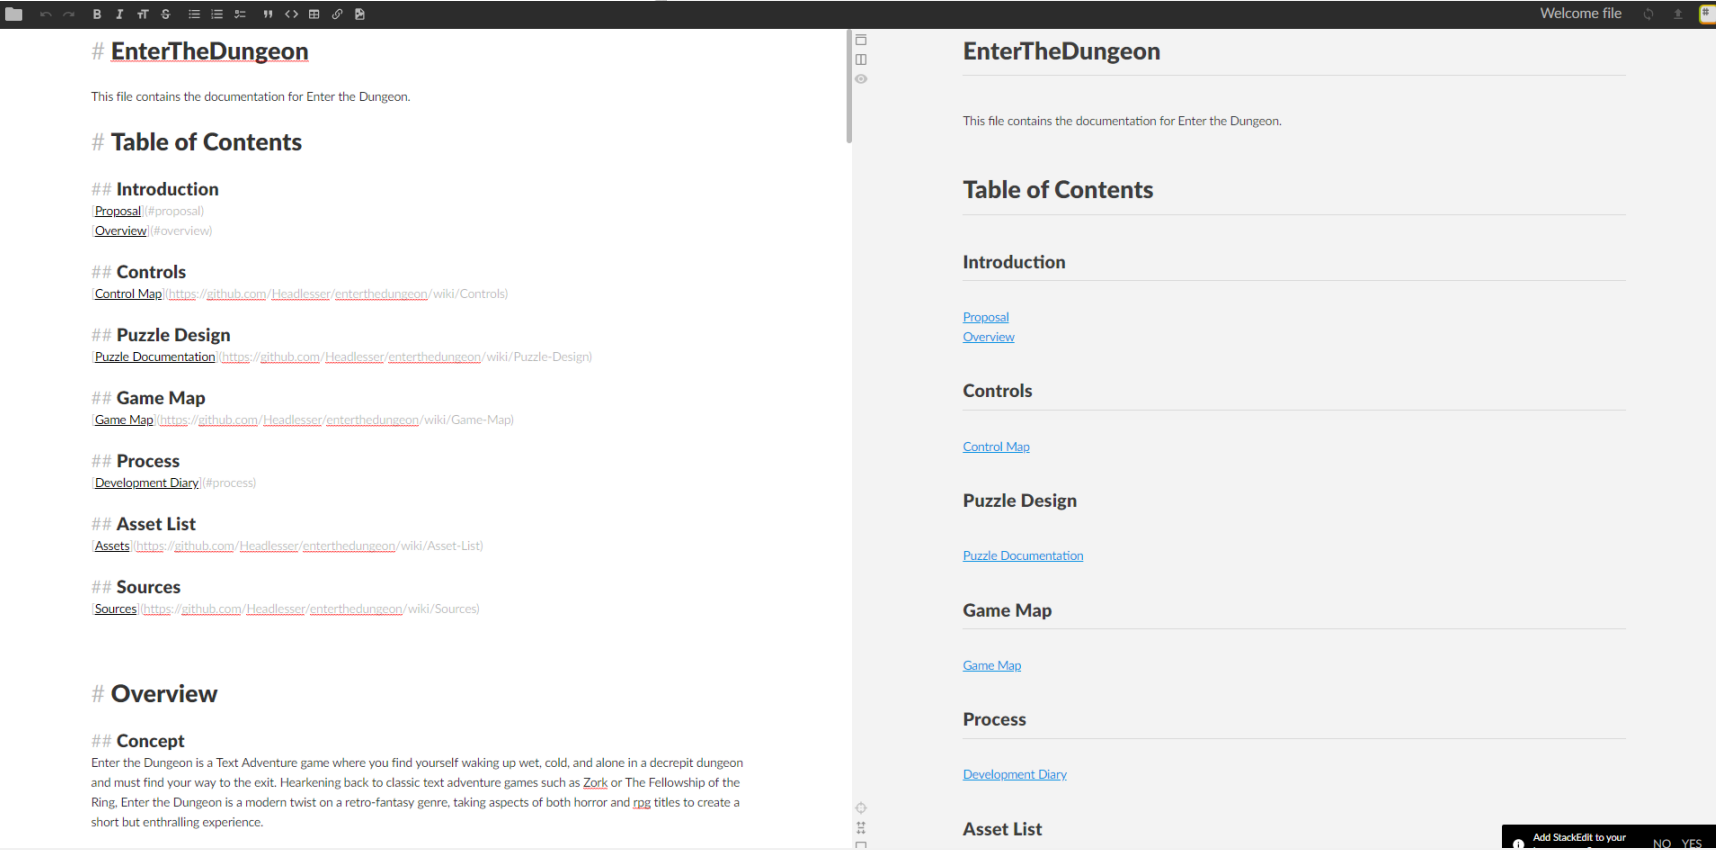 Welcome file
# EnterTheDungeon
This file contains the documentation for Enter the Dungeon.
# Table of Contents
## Introduction
[Proposal](#proposal)
[Overview](#overview)
## Controls
[Control Map](https://github.com/Headlesser/enterthedungeon/wiki/Controls)
## Puzzle Design
[Puzzle Documentation](https://github.com/Headlesser/enterthedungeon/wiki/Puzzle-Design)
## Game Map
[Game Map](https://github.com/Headlesser/enterthedungeon/wiki/Game-Map)
## Process
[Development Diary](#process)
## Asset List
[Assets](https://github.com/Headlesser/enterthedungeon/wiki/Asset-List)
## Sources
[Sources](https://github.com/Headlesser/enterthedungeon/wiki/Sources)
# Overview
## Concept
Enter the Dungeon is a Text Adventure game where you find yourself waking up wet, cold, and alone in a decrepit dungeon
and must find your way to the exit. Hearkening back to classic text adventure games such as Zork or The Fellowship of the
Ring, Enter the Dungeon is a modern twist on a retro-fantasy genre, taking aspects of both horror and rpg titles to create a
short but enthralling experience.
EnterTheDungeon
This file contains the documentation for Enter the Dungeon.
Table of Contents
Introduction
Proposal
Overview
Controls
Control Map
Puzzle Design
Puzzle Documentation
Game Map
Game Map
Process
Development Diary
Asset List
Add StackEdit to your
NO YES